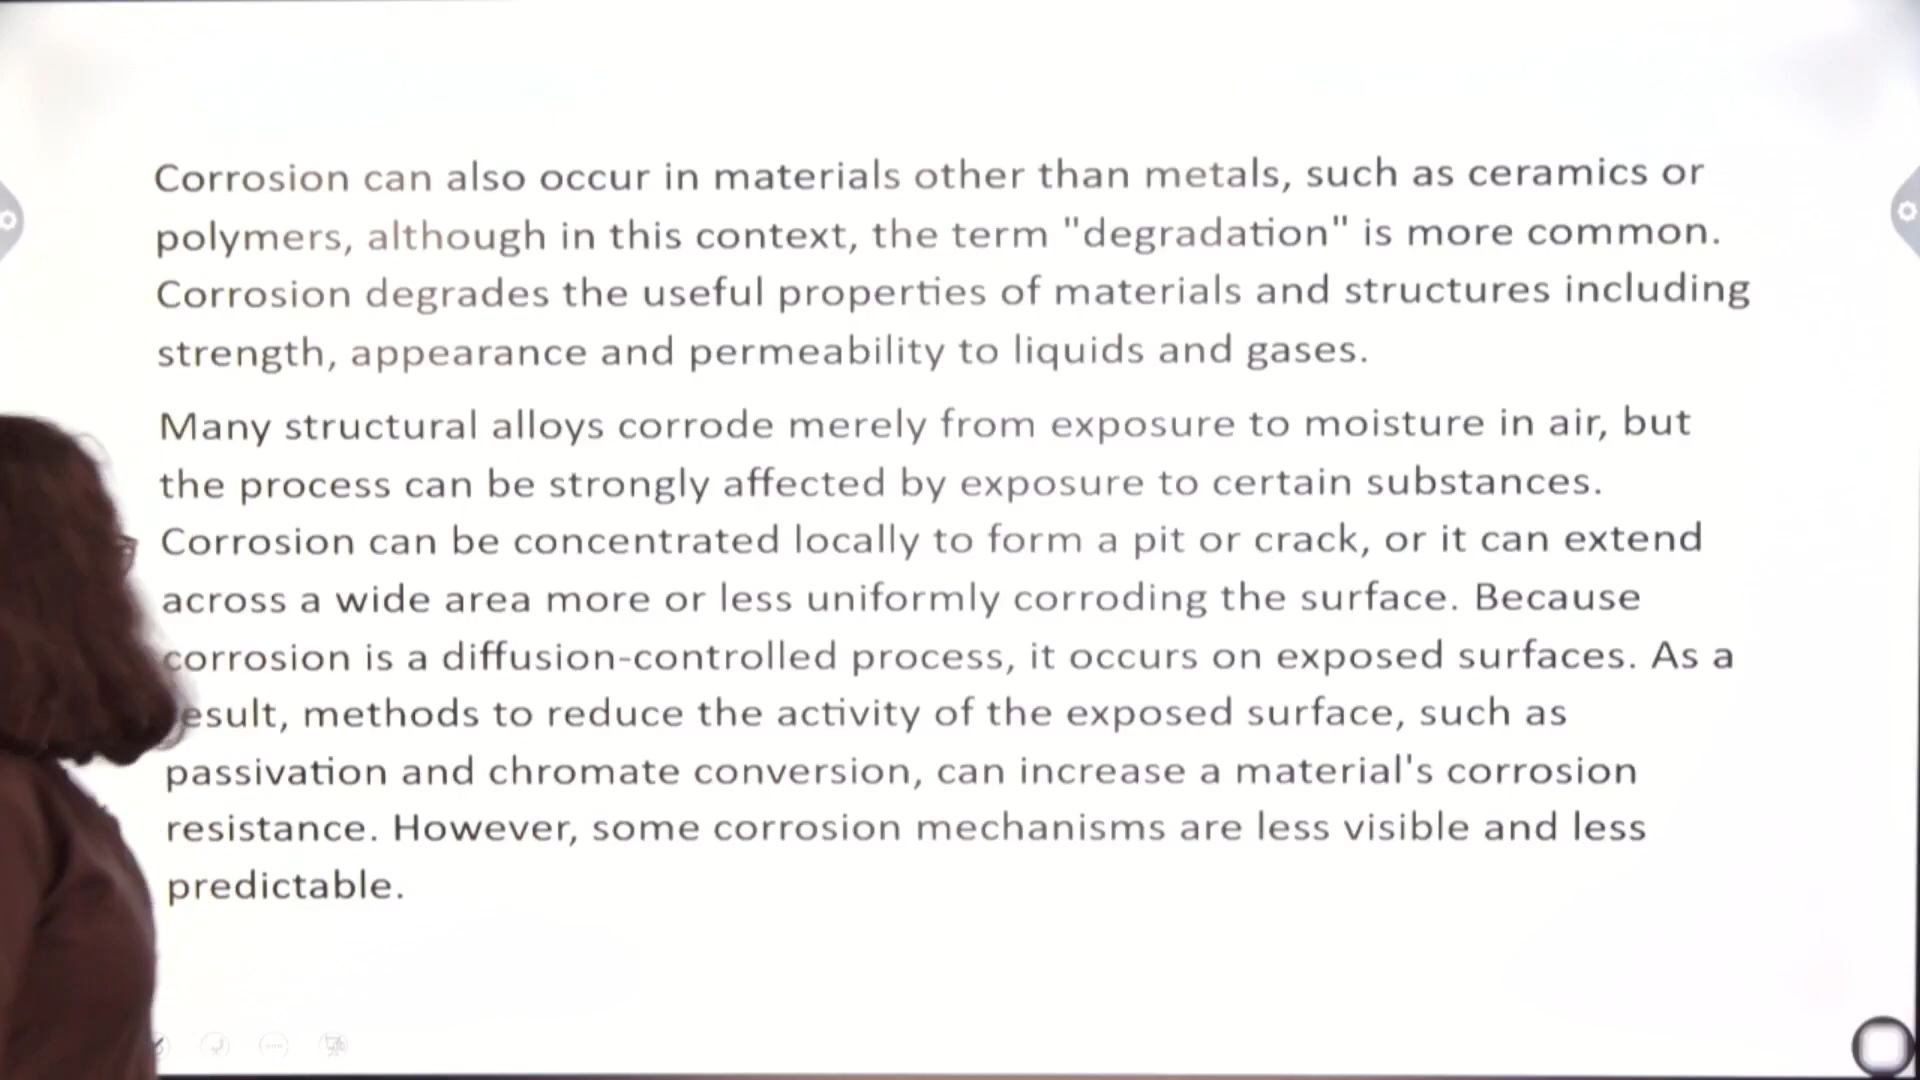 Corrosion can also occur in materials other than metals, such as ceramics or
polymers, although in this context, the term "degradation" is more common.
Corrosion degrades the useful properties of materials and structures including
strength, appearance and permeability to liquids and gases.
Many structural alloys corrode merely from exposure to moisture in air, but
the process can be strongly affected by exposure to certain substances.
Corrosion can be concentrated locally to form a pit or crack, or it can extend
across a wide area more or less uniformly corroding the surface. Because
corrosion is a diffusion-controlled process, it occurs on exposed surfaces. As a
esult, methods to reduce the activity of the exposed surface, such as
passivation and chromate conversion, can increase a material's corrosion
resistance. However, some corrosion mechanisms are less visible and less
predictable.